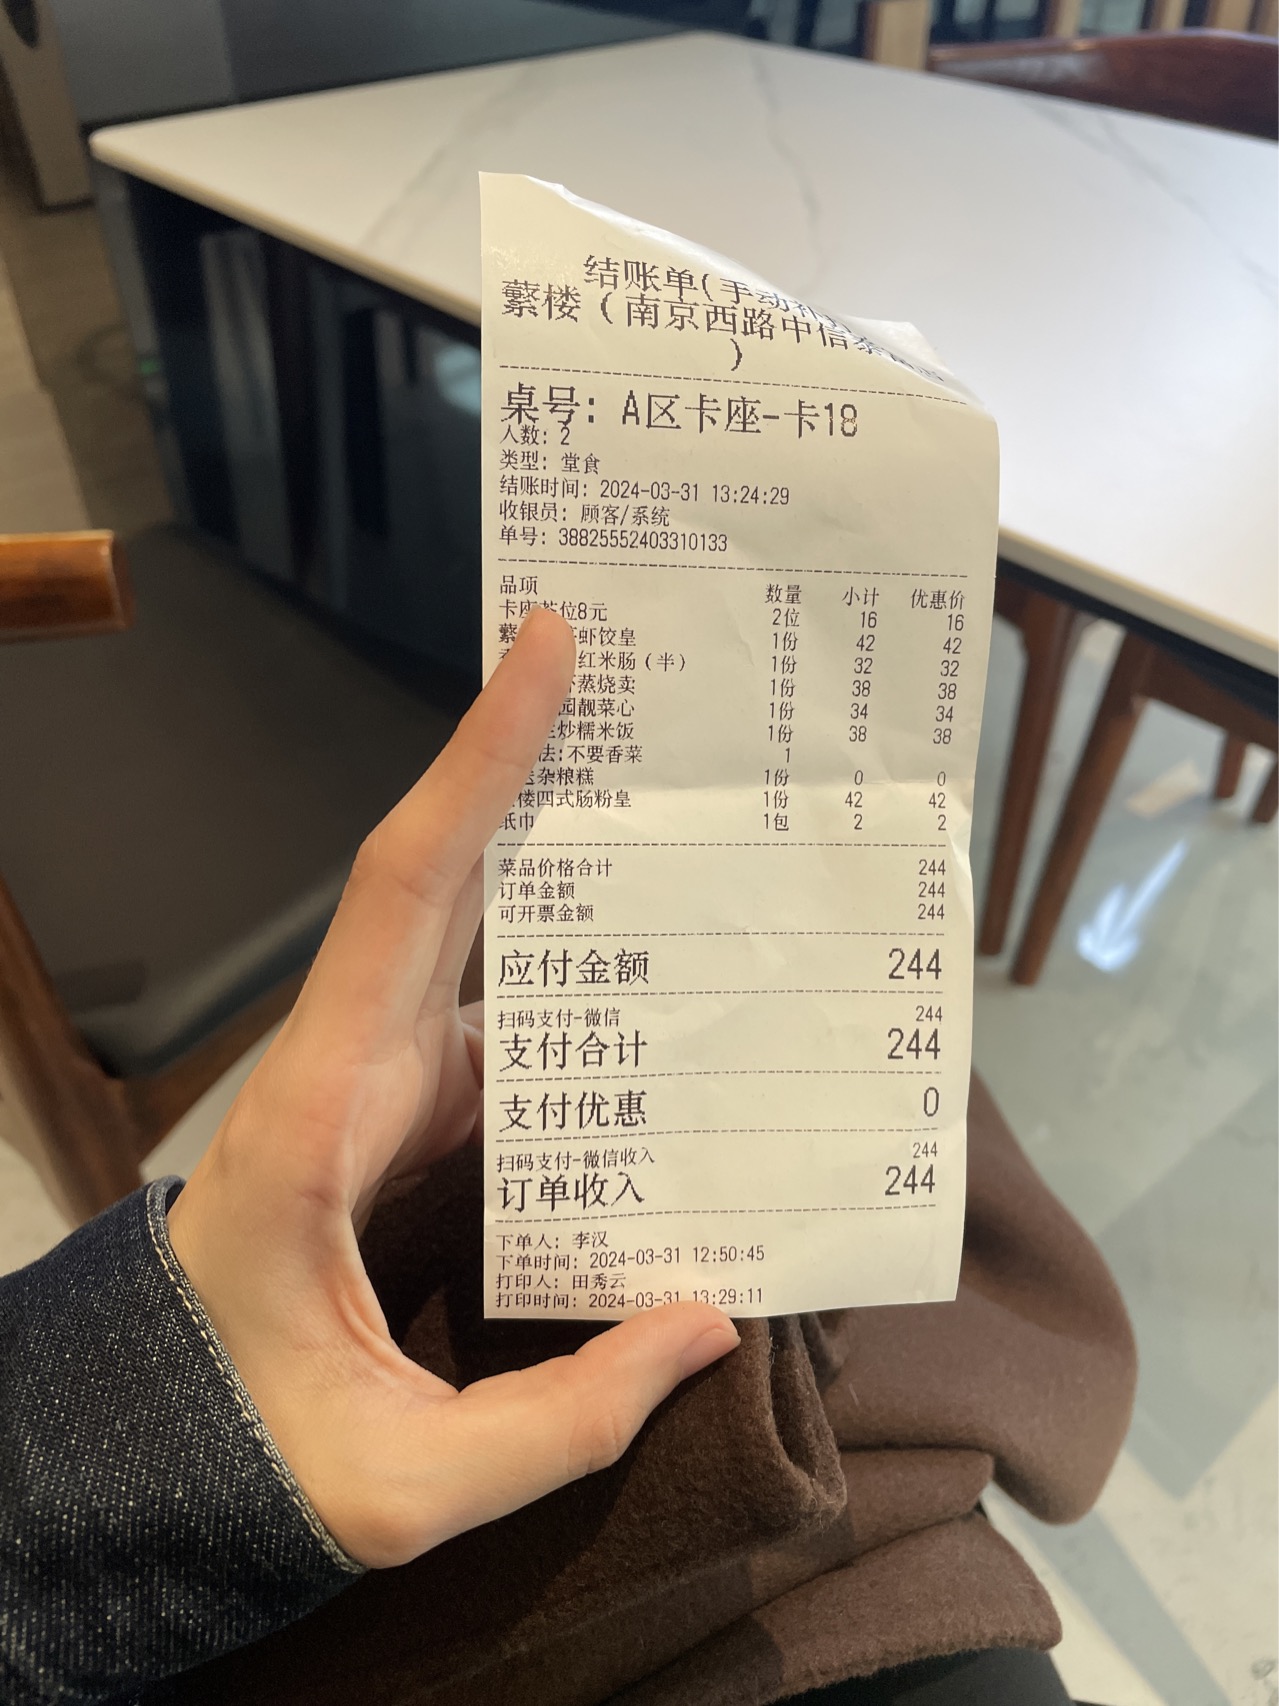 结账单(手动
蘩楼(南京西路中信泰
)
桌号: A区卡座-卡18
人数: 2
类型: 堂食
结账时间: 2024-03-31 13:24:29
收银员: 顾客/系统
单号: 38825552403310133
品项 数量 小计 优惠价
卡座茶位8元 2位 16 16
虾饺皇 1份 42 42
红米肠(半) 1份 32 32
蒸烧卖 1份 38 38
园靓菜心 1份 34 34
炒糯米饭 1份 38 38
法:不要香菜 1
杂粮糕 1份 0 0
楼四式肠粉皇 1份 42 42
纸巾 1包 2 2
菜品价格合计 244
订单金额 244
可开票金额 244
应付金额 244
扫码支付-微信 244
支付合计 244
支付优惠 0
扫码支付-微信收入 244
订单收入 244
下单人: 李汉
下单时间: 2024-03-31 12:50:45
打印人: 田秀云
打印时间: 2024-03-31 13:29:11